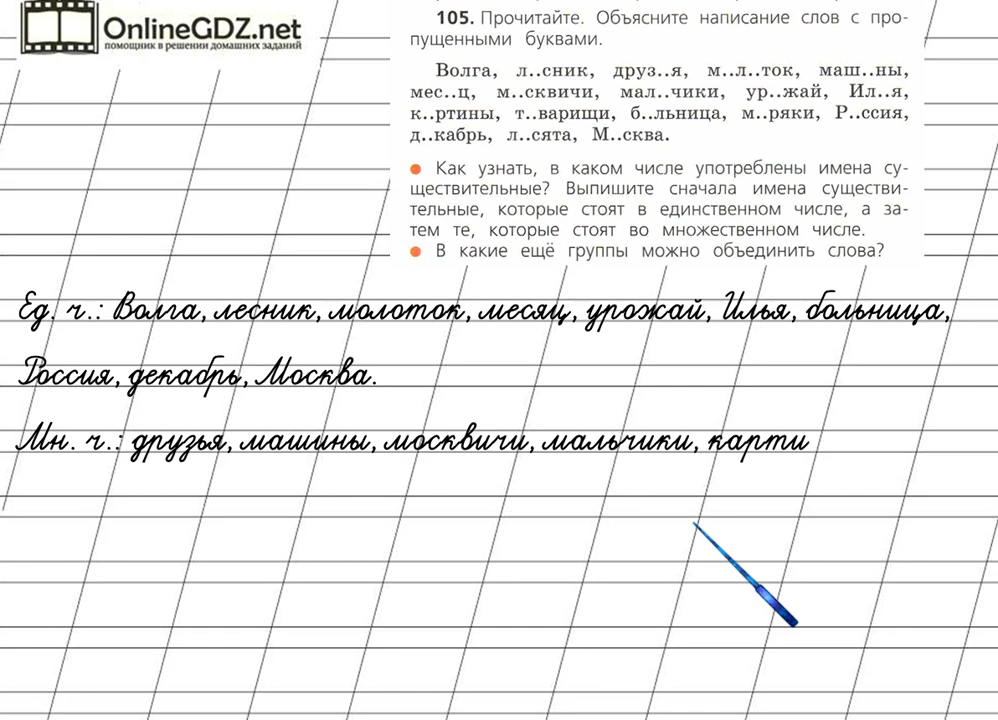 OnlineGDZ.net
помощник в решении домашних заданий
105. Прочитайте. Объясните написание слов с про-
пущенными буквами.
Волга, л..сник, друз..я, м..л..ток, маш..ны,
мес..ц, м..сквичи, мал..чики, ур..жай, Ил..я,
к..ртины, т..варищи, б..льница, м..ряки, Р..ссия,
д..кабрь, л..сята, М..сква.
● Как узнать, в каком числе употреблены имена су-
ществительные? Выпишите сначала имена существи-
тельные, которые стоят в единственном числе, а за-
тем те, которые стоят во множественном числе.
● В какие ещё группы можно объединить слова?
Ед. ч.: Волга, лесник, молоток, месяц, урожай, Илья, больница,
Россия, декабрь, Москва.
Мн. ч.: друзья, машины, москвичи, мальчики, карти